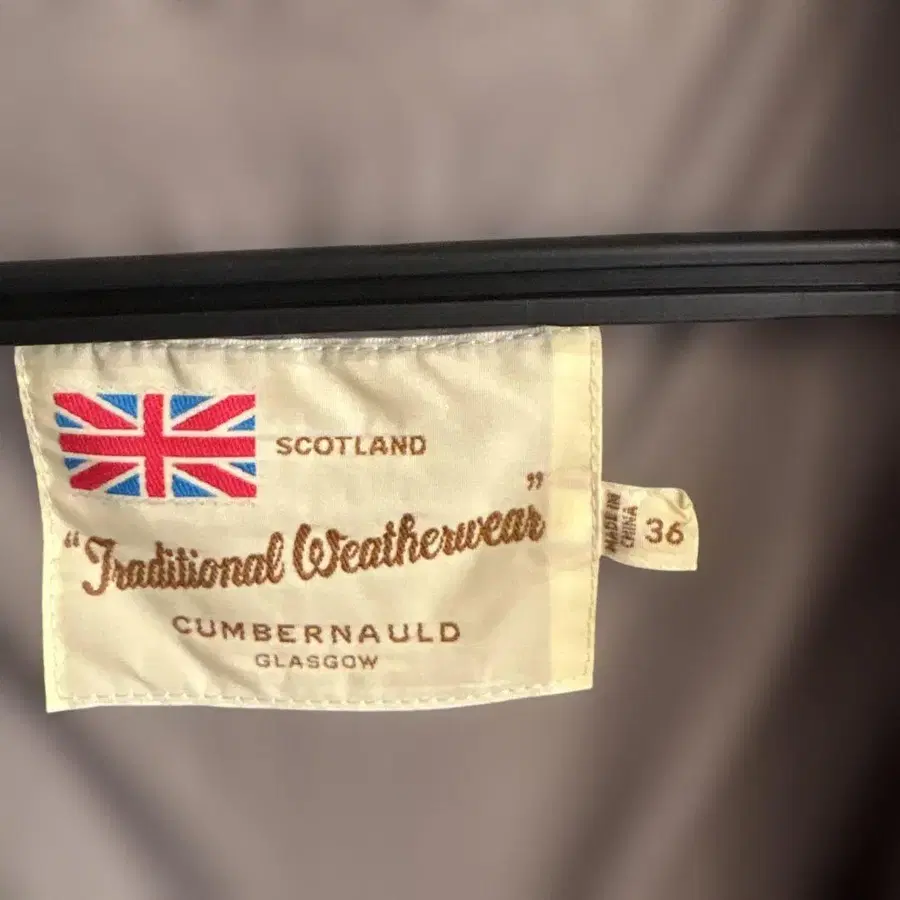 SCOTLAND
"Traditional Weatherwear"
CUMBERNAULD
GLASGOW
MADE IN
CHINA
36